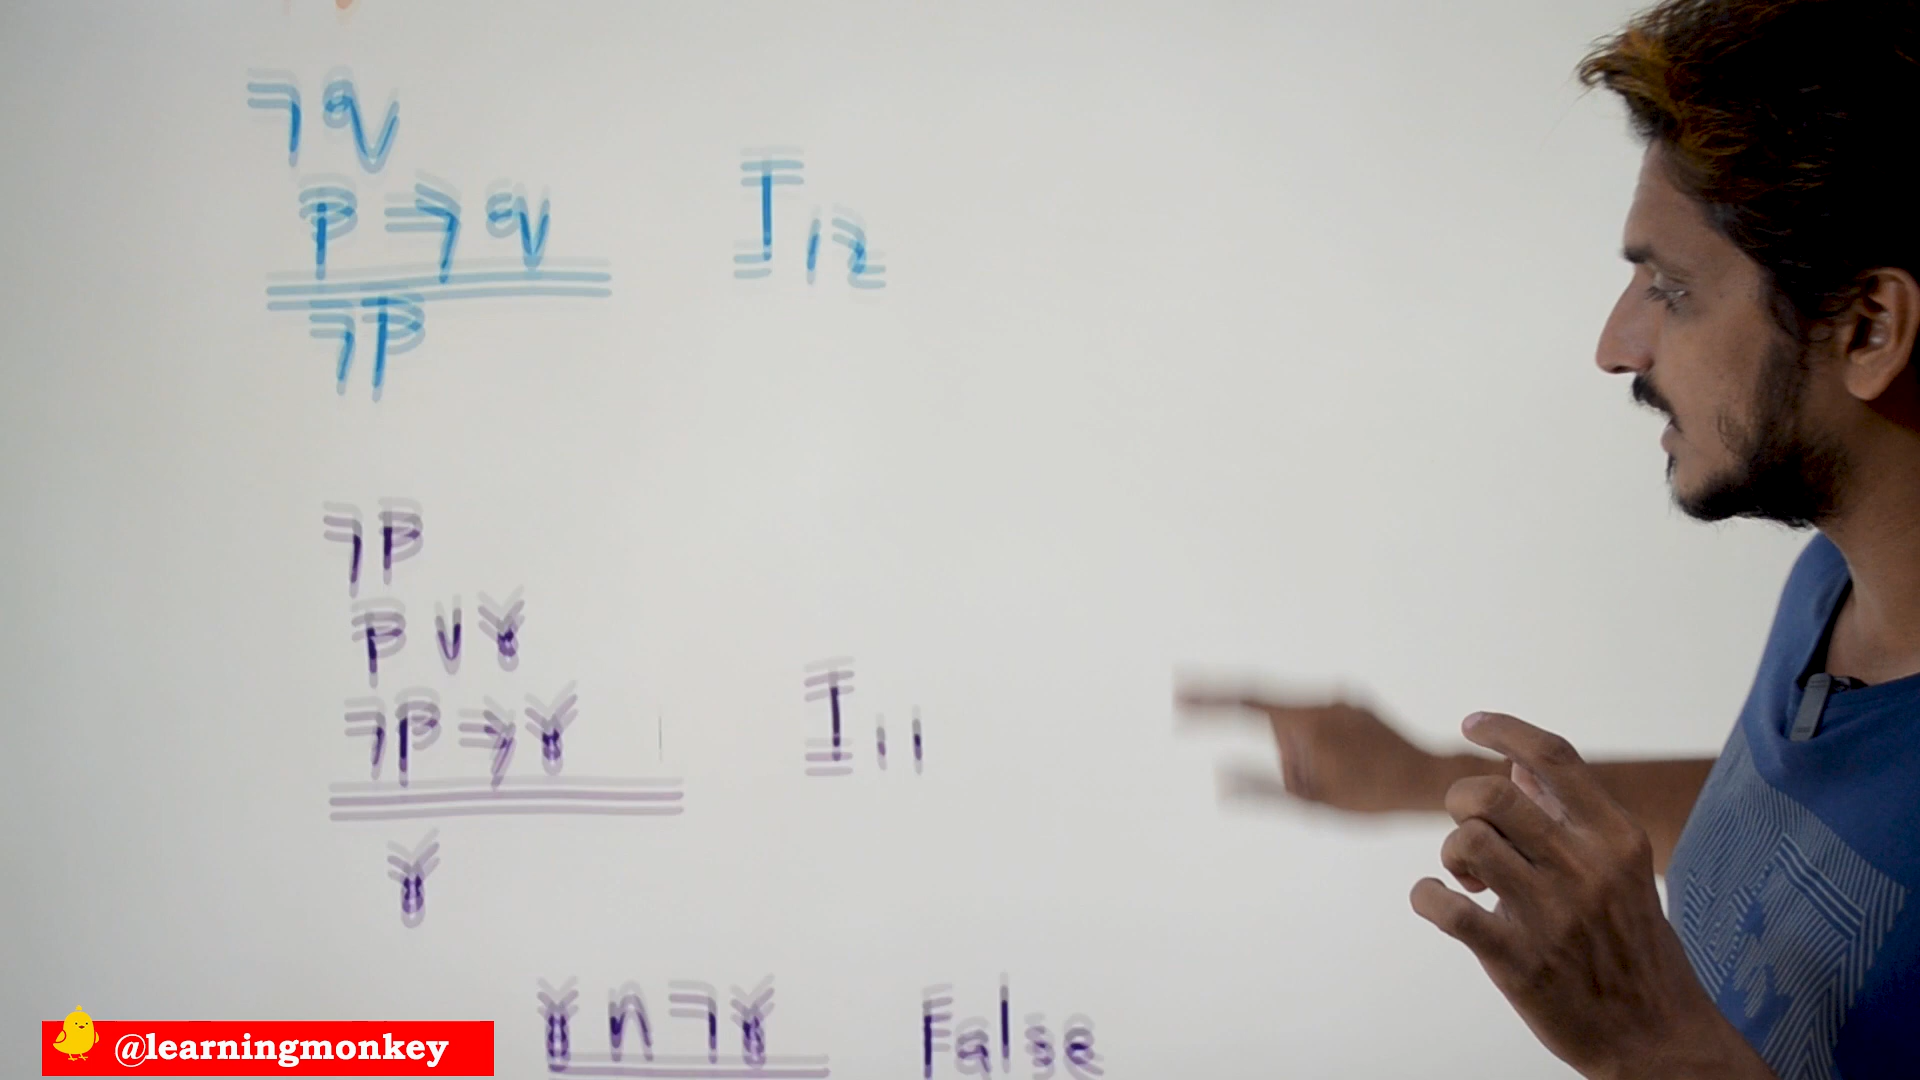 ¬q
p ⇒ q
I12
¬p
¬p
p ∨ r
¬p ⇒ r
I11
r
r ∧ ¬r False
@learningmonkey